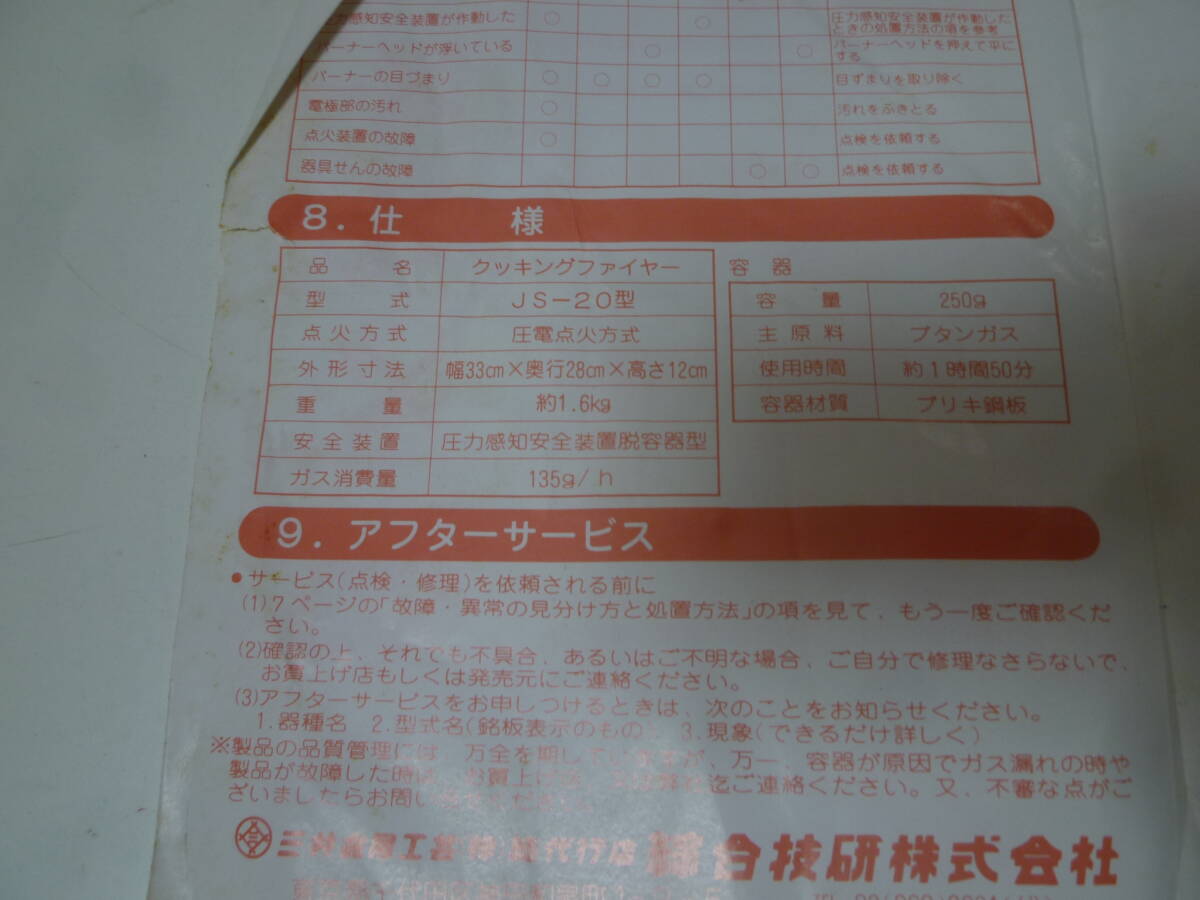 圧力感知安全装置が作動した ○ ○ 圧力感知安全装置が作動した
ときの処置方法の項を参考
バーナーヘッドが浮いている ○ ○ バーナーヘッドを抑えて平に
する
バーナーの目づまり ○ ○ ○ ○ 目ずまりを取り除く
電極部の汚れ ○ 汚れをふきとる
点火装置の故障 ○ 点検を依頼する
器具せんの故障 ○ ○ 点検を依頼する
8. 仕 様
品名 クッキングファイヤー
型式 JS-20型
点火方式 圧電点火方式
外形寸法 幅33cm×奥行28cm×高さ12cm
重量 約1.6kg
安全装置 圧力感知安全装置脱容器型
ガス消費量 135g/h
容器
容量 250g
主原料 ブタンガス
使用時間 約1時間50分
容器材質 ブリキ鋼板
9. アフターサービス
●サービス(点検・修理)を依頼される前に
(1)7ページの「故障・異常の見分け方と処置方法」の項を見て、もう一度ご確認くだ
さい。
(2)確認の上、それでも不具合、あるいはご不明な場合、ご自分で修理なさらないで、
お買上げ店もしくは発売元にご連絡ください。
(3)アフターサービスをお申しつけるときは、次のことをお知らせください。
1.器種名 2.型式名(銘板表示のもの) 3.現象(できるだけ詳しく)
※製品の品質管理には 万全を期していますが、万一 容器が原因でガス漏れの時や
製品が故障した時は、お買上げ 迄ご連絡ください。又、不審な点がご
ざいましたらお問い
代行店 綜合技研株式会社